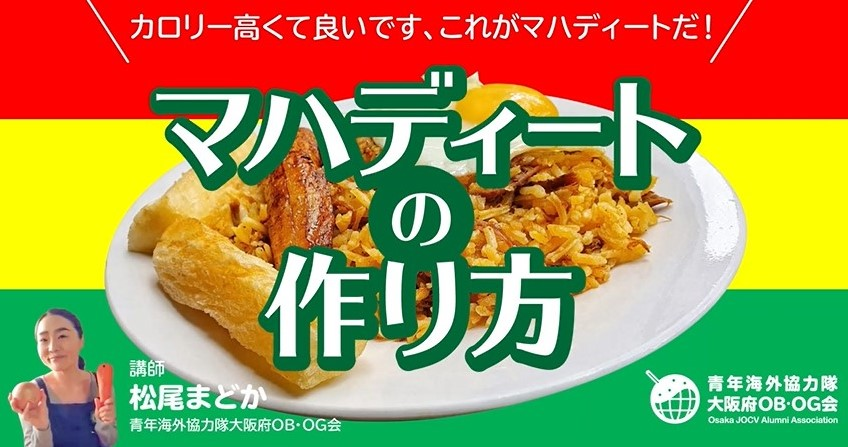 カロリー高くて良いです、これがマハディートだ！
マハディート
の
作り方
講師
松尾まどか
青年海外協力隊大阪府OB・OG会
青年海外協力隊
大阪府OB・OG会
Osaka JOCV Alumni Association